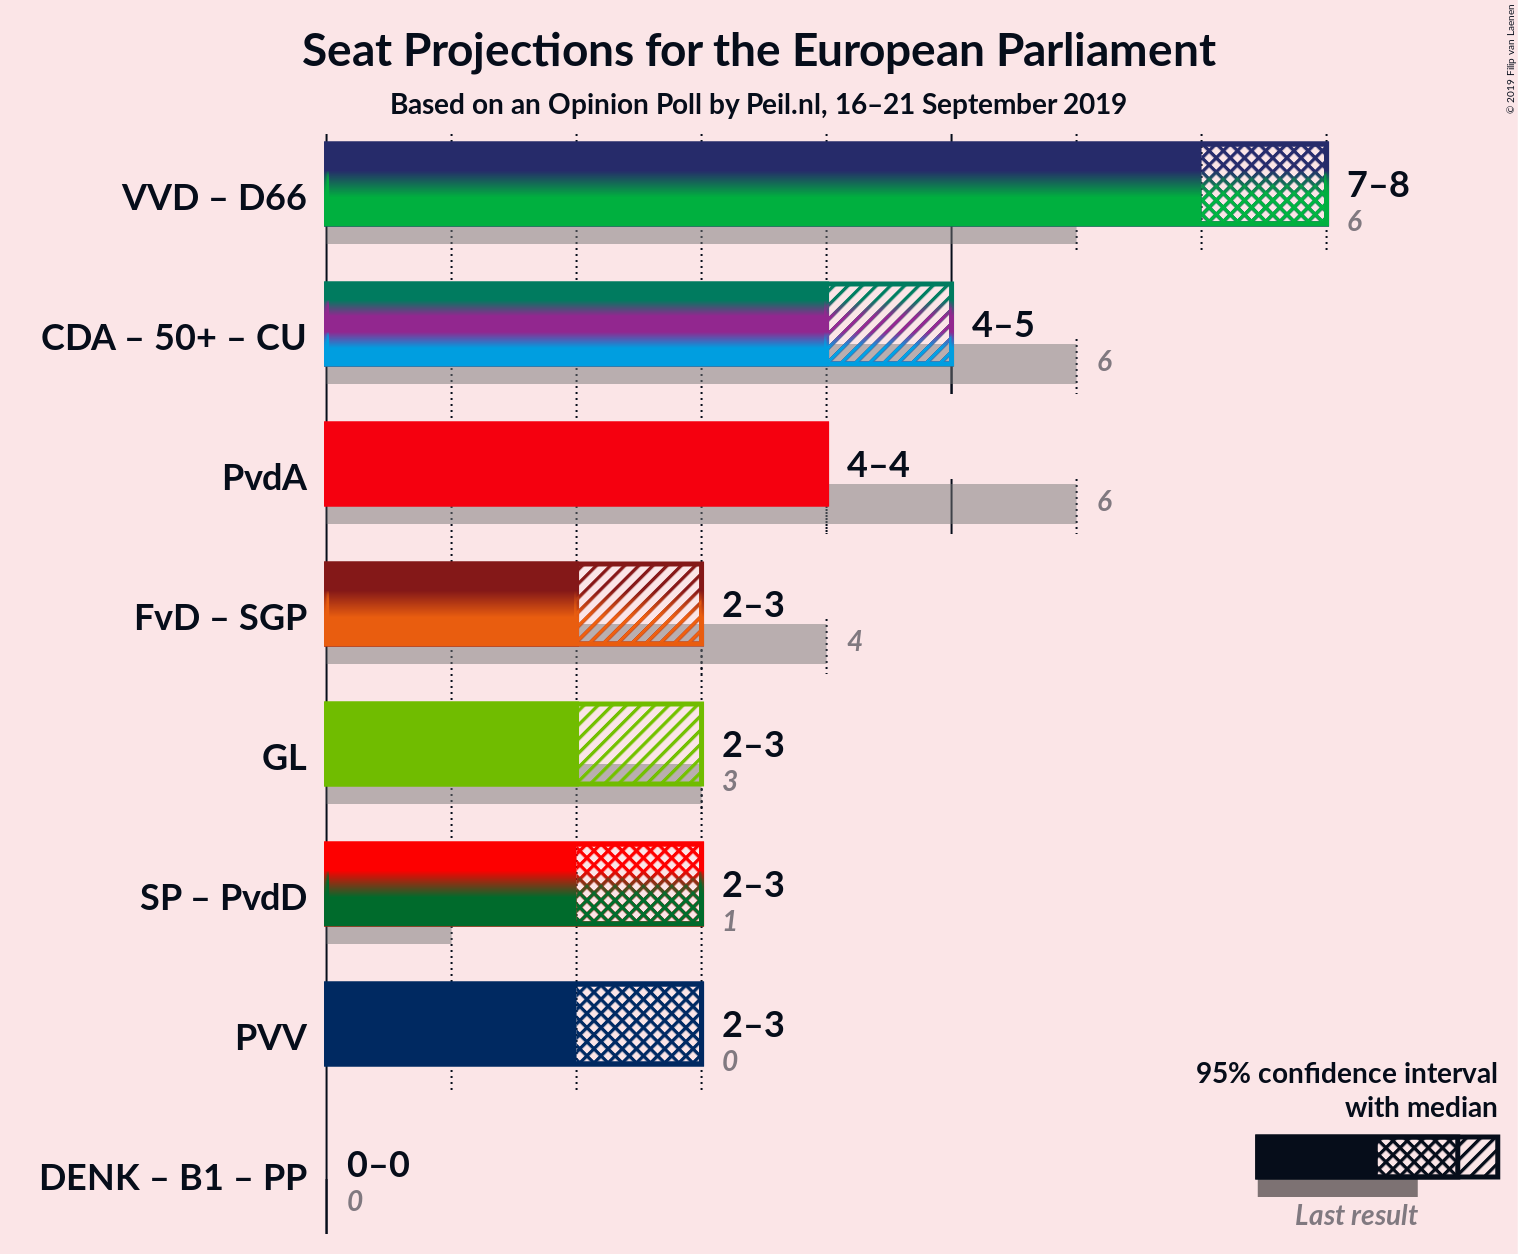 Seat Projections for the European Parliament
Based on an Opinion Poll by Peil.nl, 16–21 September 2019
© 2019 Filip van Laenen
VVD – D66
7–8
6
CDA – 50+ – CU
4–5
6
PvdA
4–4
6
FvD – SGP
2–3
4
GL
2–3
3
SP – PvdD
2–3
1
PVV
2–3
0
DENK – B1 – PP
0–0
0
95% confidence interval
with median
Last result